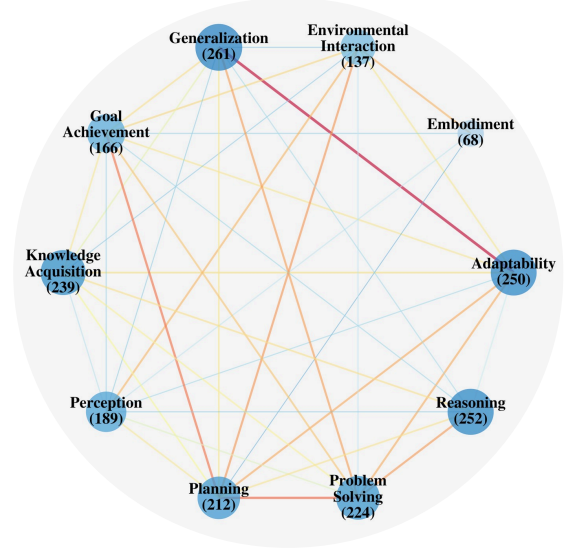 Generalization
(261)
Environmental
Interaction
(137)
Goal
Achievement
(166)
Embodiment
(68)
Knowledge
Acquisition
(239)
Adaptability
(250)
Perception
(189)
Reasoning
(252)
Planning
(212)
Problem
Solving
(224)